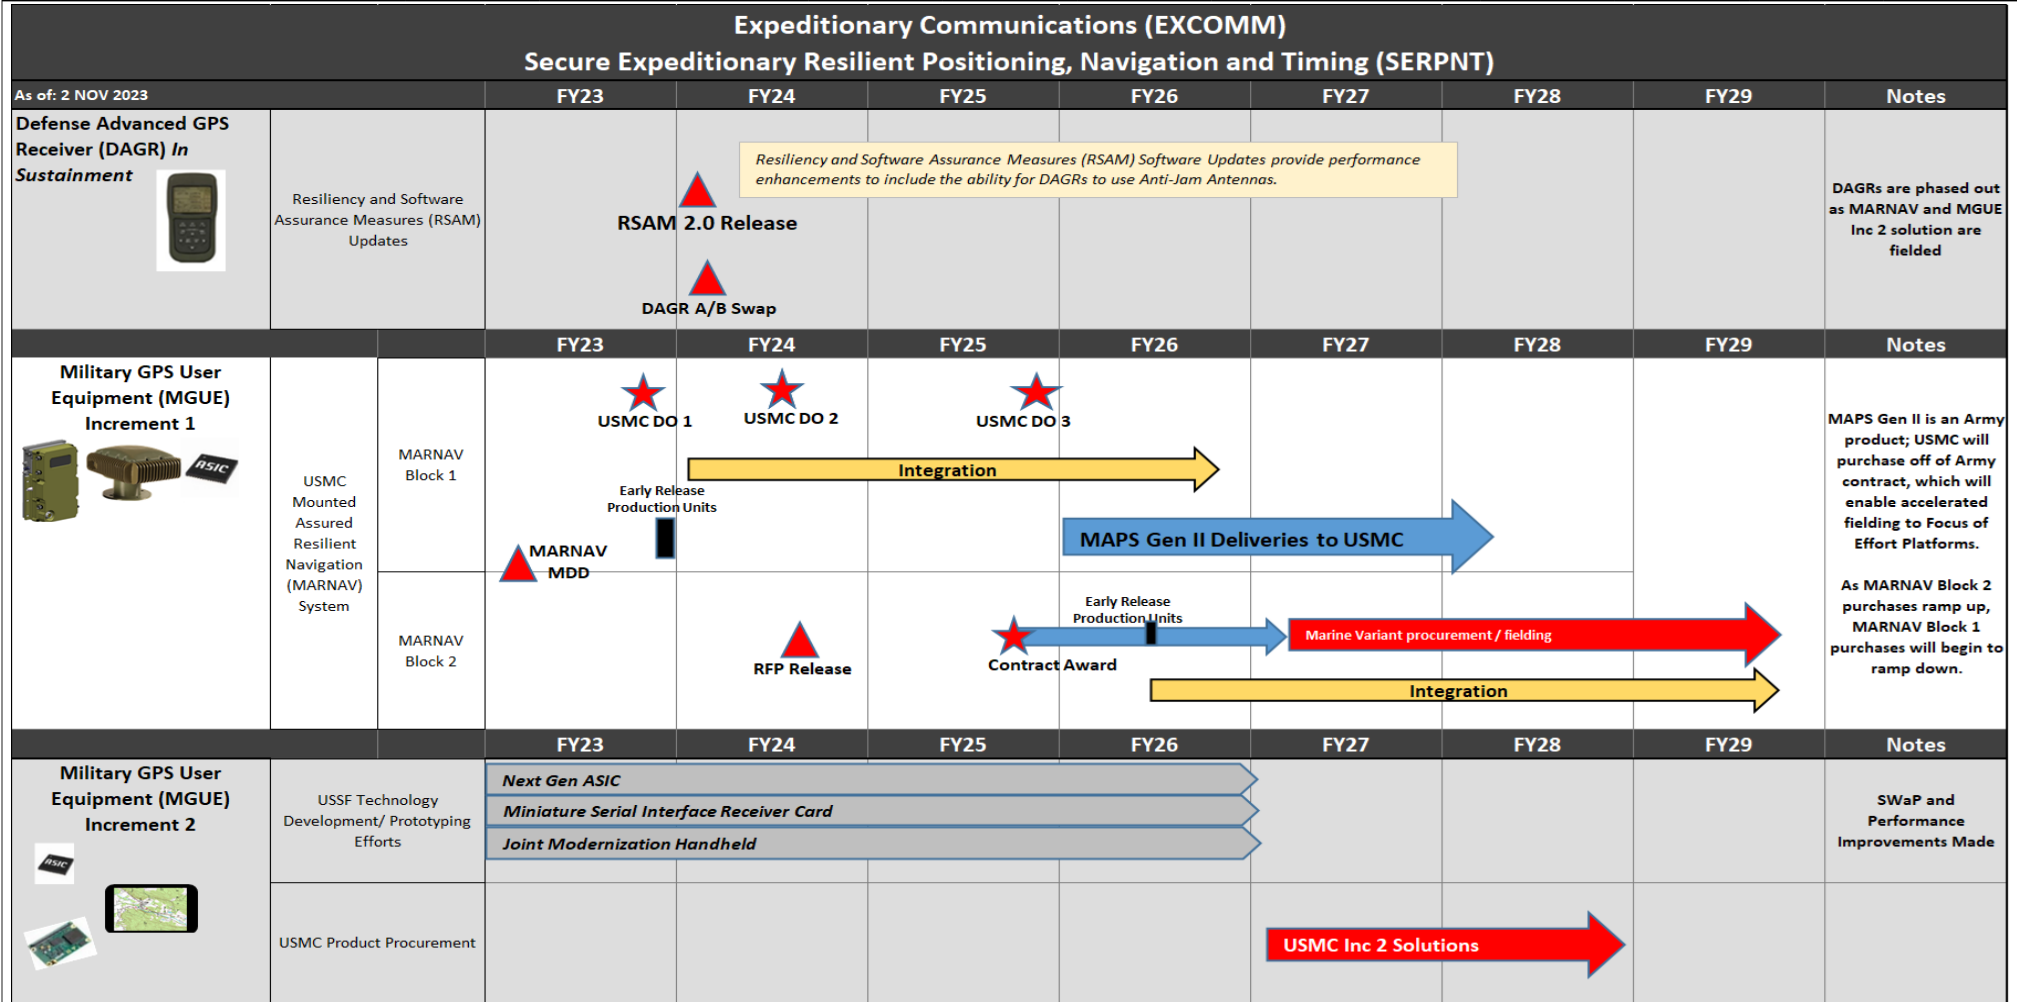 Expeditionary Communications (EXCOMM)
Secure Expeditionary Resilient Positioning, Navigation and Timing (SERPNT)
As of: 2 NOV 2023
FY23 FY24 FY25 FY26 FY27 FY28 FY29 Notes
Defense Advanced GPS
Receiver (DAGR) In
Sustainment
Resiliency and Software
Assurance Measures (RSAM)
Updates
Resiliency and Software Assurance Measures (RSAM) Software Updates provide performance
enhancements to include the ability for DAGRs to use Anti-Jam Antennas.
RSAM 2.0 Release
DAGR A/B Swap
DAGRs are phased out
as MARNAV and MGUE
Inc 2 solution are
fielded
FY23 FY24 FY25 FY26 FY27 FY28 FY29 Notes
Military GPS User
Equipment (MGUE)
Increment 1
ASIC
USMC
Mounted
Assured
Resilient
Navigation
(MARNAV)
System
MARNAV
Block 1
USMC DO 1
USMC DO 2
USMC DO 3
Integration
Early Release
Production Units
MAPS Gen II Deliveries to USMC
MARNAV
MDD
MARNAV
Block 2
RFP Release
Contract Award
Early Release
Production Units
Marine Variant procurement / fielding
Integration
MAPS Gen II is an Army
product; USMC will
purchase off of Army
contract, which will
enable accelerated
fielding to Focus of
Effort Platforms.
As MARNAV Block 2
purchases ramp up,
MARNAV Block 1
purchases will begin to
ramp down.
FY23 FY24 FY25 FY26 FY27 FY28 FY29 Notes
Military GPS User
Equipment (MGUE)
Increment 2
ASIC
USSF Technology
Development/ Prototyping
Efforts
Next Gen ASIC
Miniature Serial Interface Receiver Card
Joint Modernization Handheld
SWaP and
Performance
Improvements Made
USMC Product Procurement
USMC Inc 2 Solutions